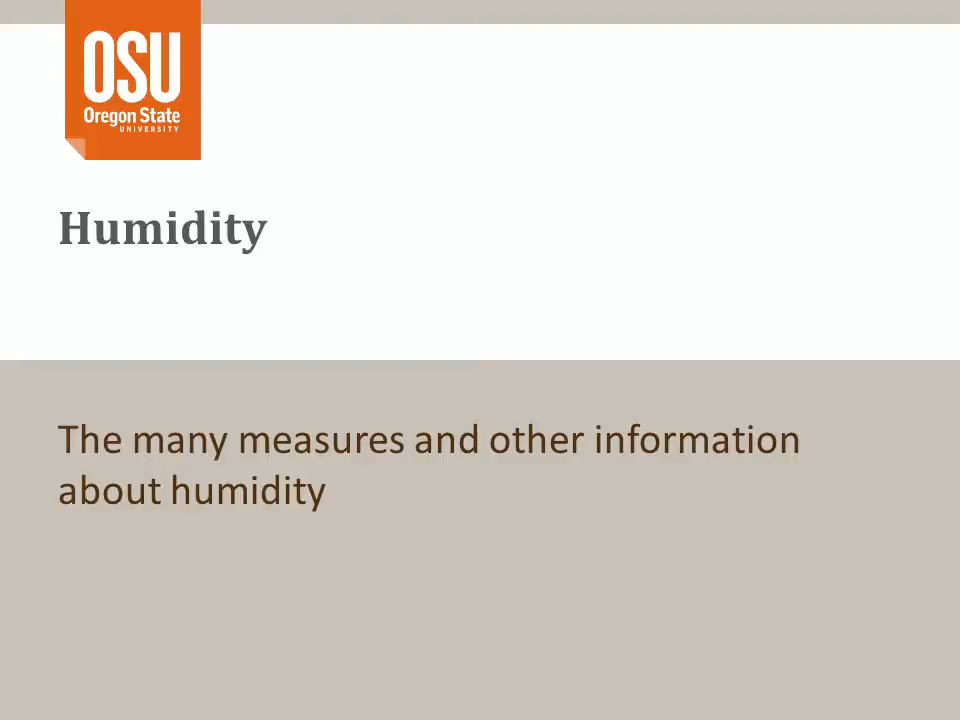 OSU
Oregon State
UNIVERSITY
Humidity
The many measures and other information
about humidity